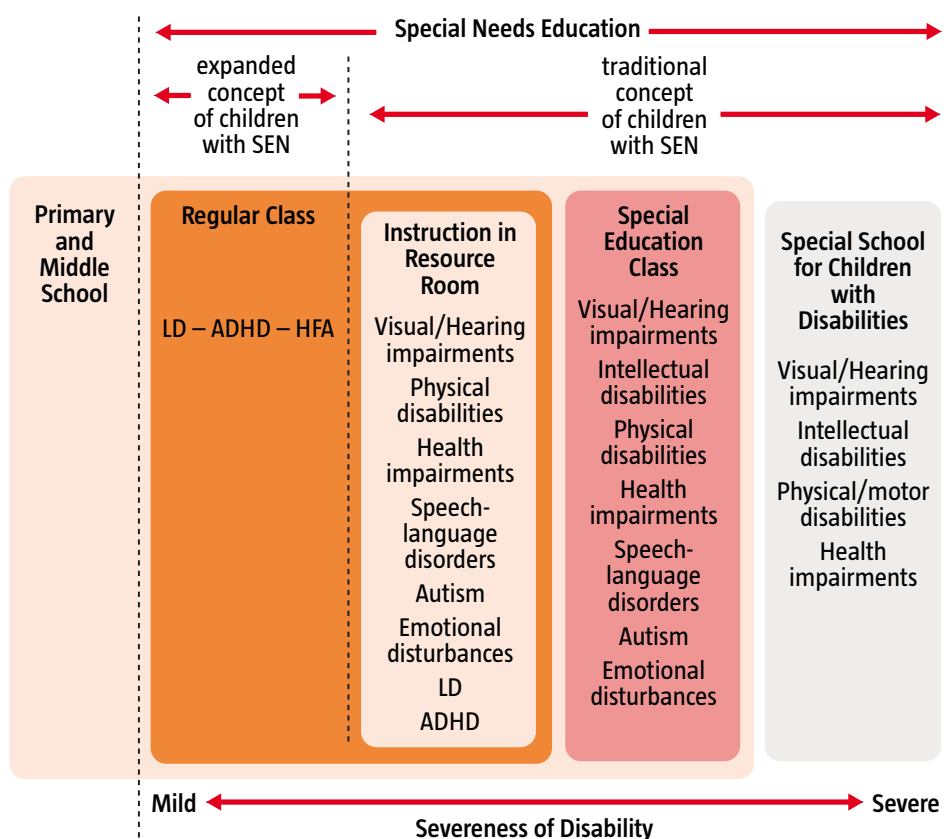 Special Needs Education
expanded
concept
of children
with SEN
traditional
concept
of children
with SEN
Primary
and
Middle
School
Regular Class
LD – ADHD – HFA
Instruction in
Resource
Room
Visual/Hearing
impairments
Physical
disabilities
Health
impairments
Speech-
language
disorders
Autism
Emotional
disturbances
LD
ADHD
Special
Education
Class
Visual/Hearing
impairments
Intellectual
disabilities
Physical
disabilities
Health
impairments
Speech-
language
disorders
Autism
Emotional
disturbances
Special School
for Children
with
Disabilities
Visual/Hearing
impairments
Intellectual
disabilities
Physical/motor
disabilities
Health
impairments
Mild
Severe
Severeness of Disability